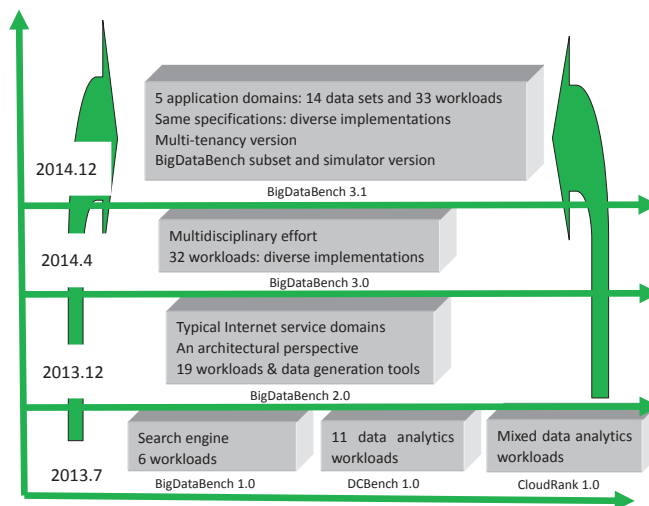 5 application domains: 14 data sets and 33 workloads
Same specifications: diverse implementations
Multi-tenancy version
BigDataBench subset and simulator version
2014.12
BigDataBench 3.1
Multidisciplinary effort
32 workloads: diverse implementations
2014.4
BigDataBench 3.0
Typical Internet service domains
An architectural perspective
19 workloads & data generation tools
2013.12
BigDataBench 2.0
Search engine
6 workloads
11 data analytics
workloads
Mixed data analytics
workloads
2013.7
BigDataBench 1.0
DCBench 1.0
CloudRank 1.0